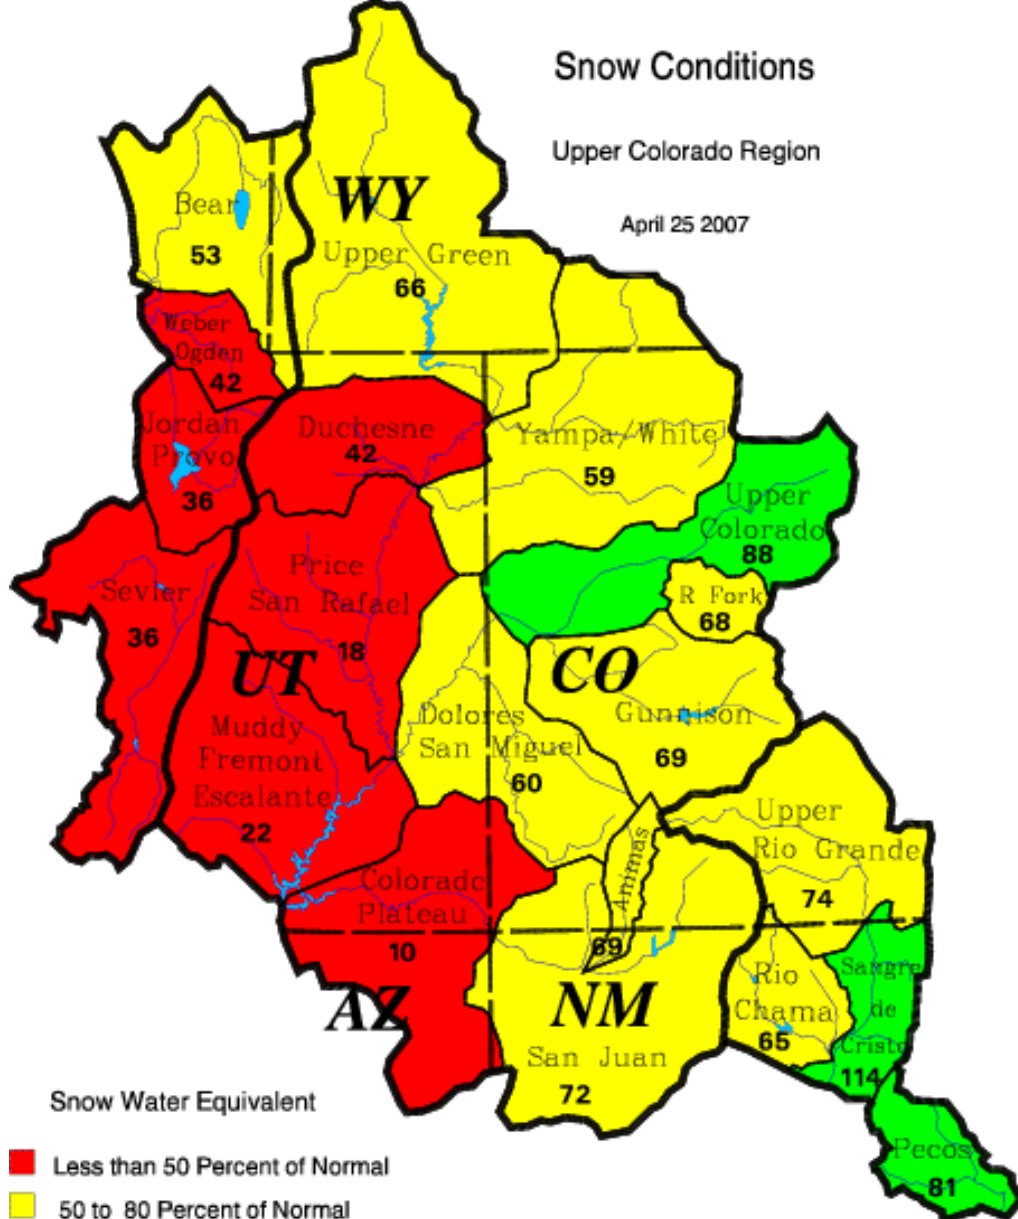 Snow Conditions
Upper Colorado Region
April 25 2007
WY
Bear
53
Upper Green
66
Weber
Ogden
42
Jordan
Provo
36
Duchesne
42
Yampa/White
59
Upper
Colorado
88
R Fork
68
Price
San Rafael
18
Sevier
36
UT
CO
Gunnison
69
Dolores
San Miguel
60
Muddy
Fremont
Escalante
22
Upper
Rio Grande
74
Animas
69
Colorado
Plateau
10
AZ
NM
San Juan
72
Rio
Chama
65
Sangre
de
Cristo
114
Pecos
81
Snow Water Equivalent
Less than 50 Percent of Normal
50 to 80 Percent of Normal